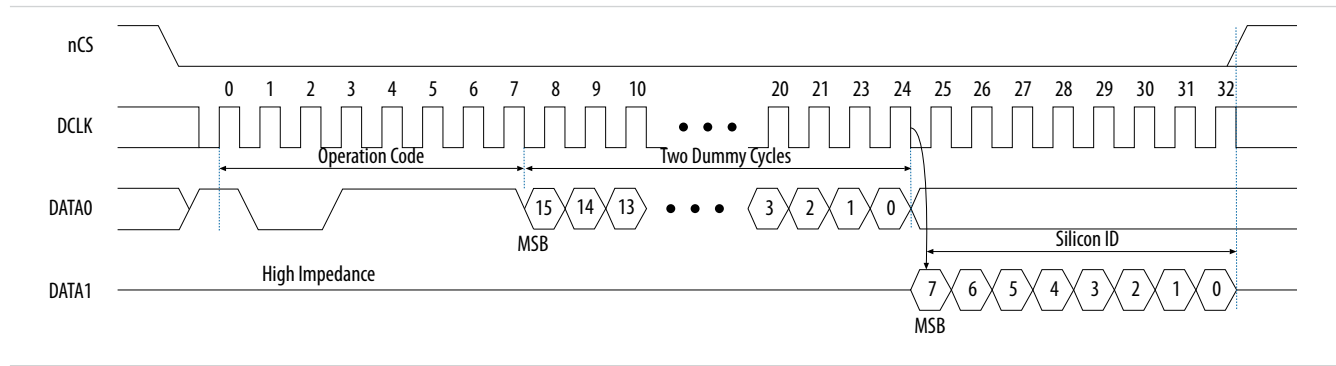 nCS
0 1 2 3 4 5 6 7 8 9 10 20 21 23 24 25 26 27 28 29 30 31 32
DCLK
Operation Code Two Dummy Cycles
DATA0 15 14 13 3 2 1 0
MSB Silicon ID
High Impedance
DATA1 7 6 5 4 3 2 1 0
MSB